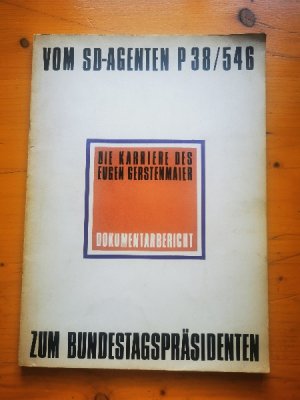 VOM SD-AGENTEN P 38/546
DIE KARRIERE DES
EUGEN GERSTENMAIER
DOKUMENTARBERICHT
ZUM BUNDESTAGSPRÄSIDENTEN